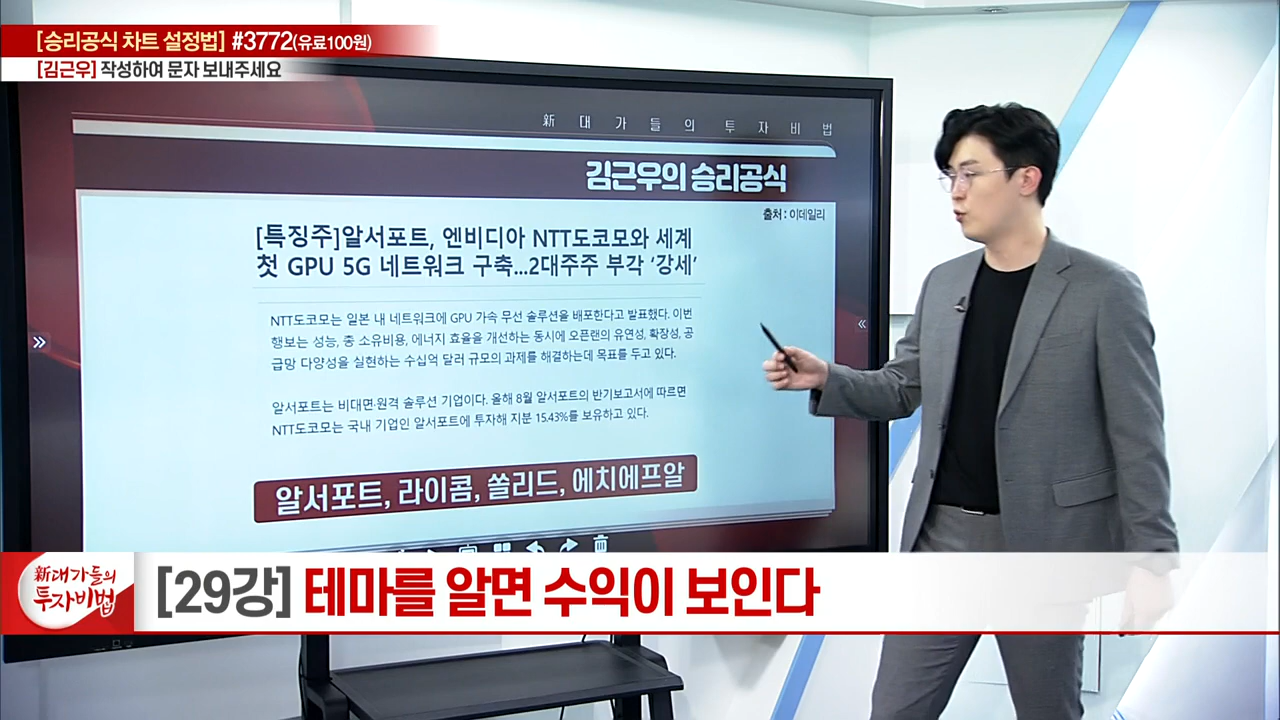 [승리공식 차트 설정법] #3772(유료100원)
[김근우] 작성하여 문자 보내주세요
新 대 가 들 의 투 자 비 법
김근우의 승리공식
출처 : 이데일리
[특징주]알서포트, 엔비디아 NTT도코모와 세계
첫 GPU 5G 네트워크 구축...2대주주 부각 ‘강세’
NTT도코모는 일본 내 네트워크에 GPU 가속 무선 솔루션을 배포한다고 발표했다. 이번
행보는 성능, 총 소유비용, 에너지 효율을 개선하는 동시에 오픈랜의 유연성, 확장성, 공
급망 다양성을 실현하는 수십억 달러 규모의 과제를 해결하는데 목표를 두고 있다.
알서포트는 비대면·원격 솔루션 기업이다. 올해 8월 알서포트의 반기보고서에 따르면
NTT도코모는 국내 기업인 알서포트에 투자해 지분 15.43%를 보유하고 있다.
알서포트, 라이콤, 쏠리드, 에치에프알
新대가들의
투자비법
[29강] 테마를 알면 수익이 보인다